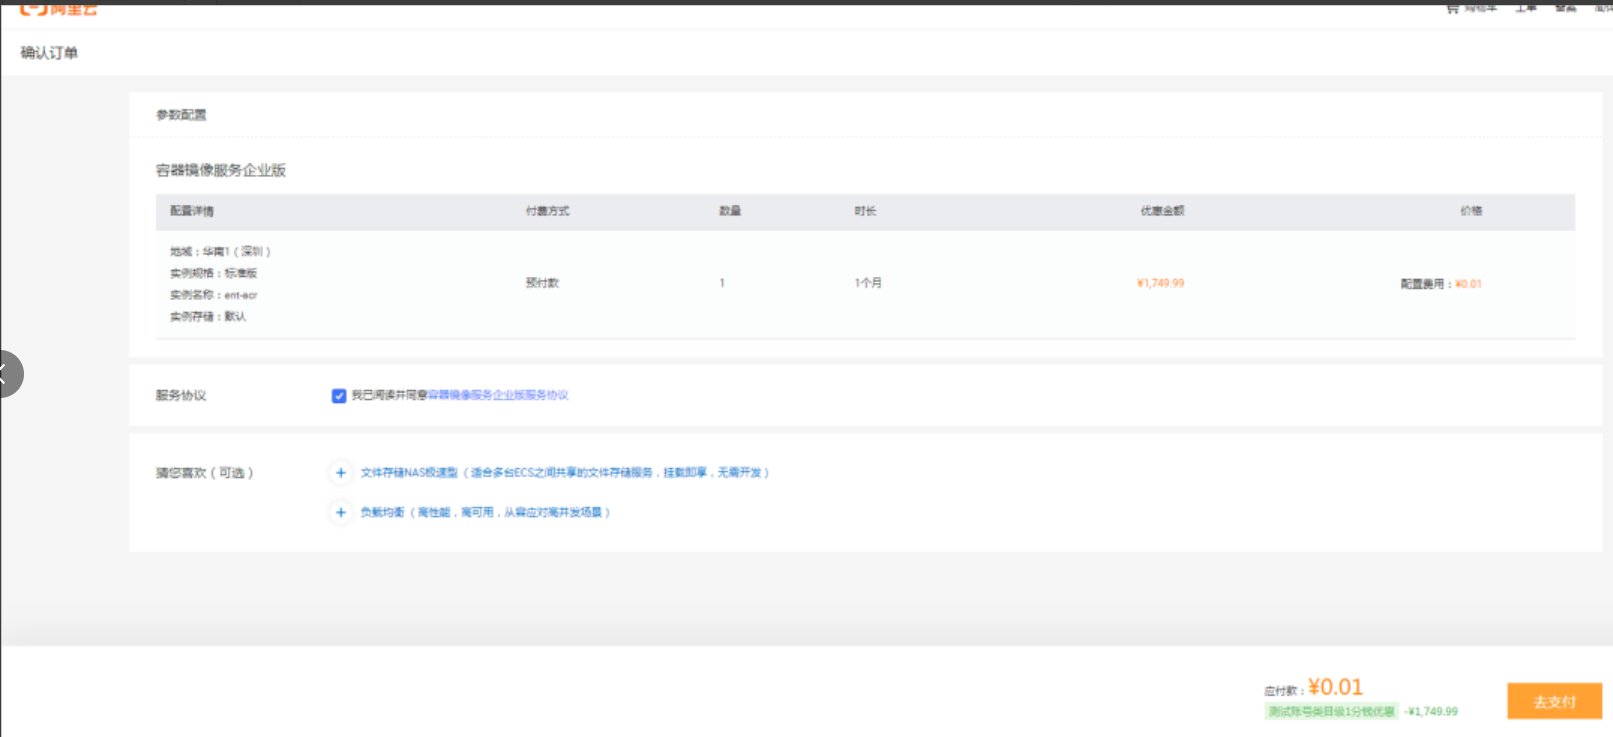 阿里云
购物车 工单 备案
确认订单
参数配置
容器镜像服务企业版
配置详情 付费方式 数量 时长 优惠金额 价格
地域：华南1（深圳）
实例规格：标准版
实例名称：ent-acr
实例存储：默认
预付款 1 1个月 ¥1,749.99 配置费用：¥0.01
服务协议 我已阅读并同意容器镜像服务企业版服务协议
猜您喜欢（可选） + 文件存储NAS极速型（适合多台ECS之间共享的文件存储服务，挂载即享，无需开发）
+ 负载均衡（高性能，高可用，从容应对高并发场景）
应付款：¥0.01
测试账号类目级1分钱优惠 -¥1,749.99
去支付